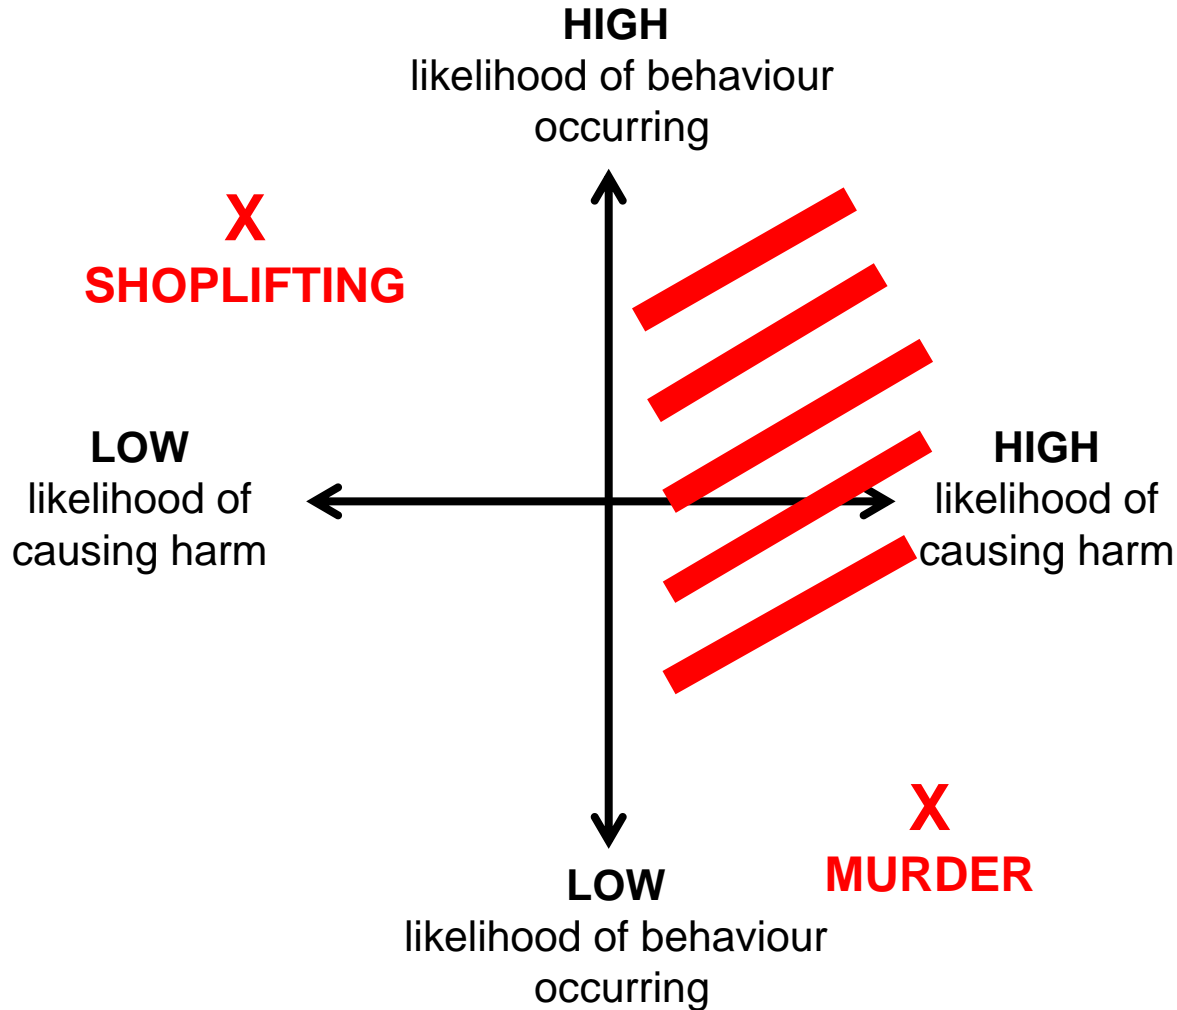 HIGH
likelihood of behaviour
occurring
X
SHOPLIFTING
LOW
likelihood of
causing harm
HIGH
likelihood of
causing harm
X
MURDER
LOW
likelihood of behaviour
occurring